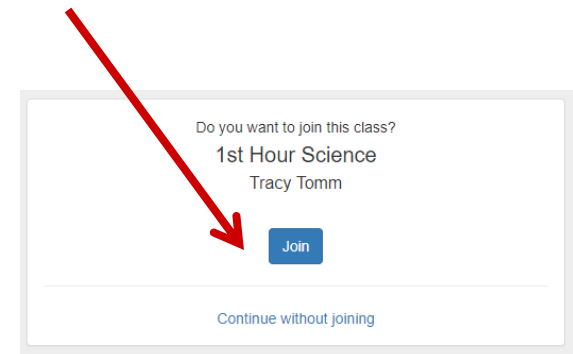 Do you want to join this class?
1st Hour Science
Tracy Tomm
Join
Continue without joining